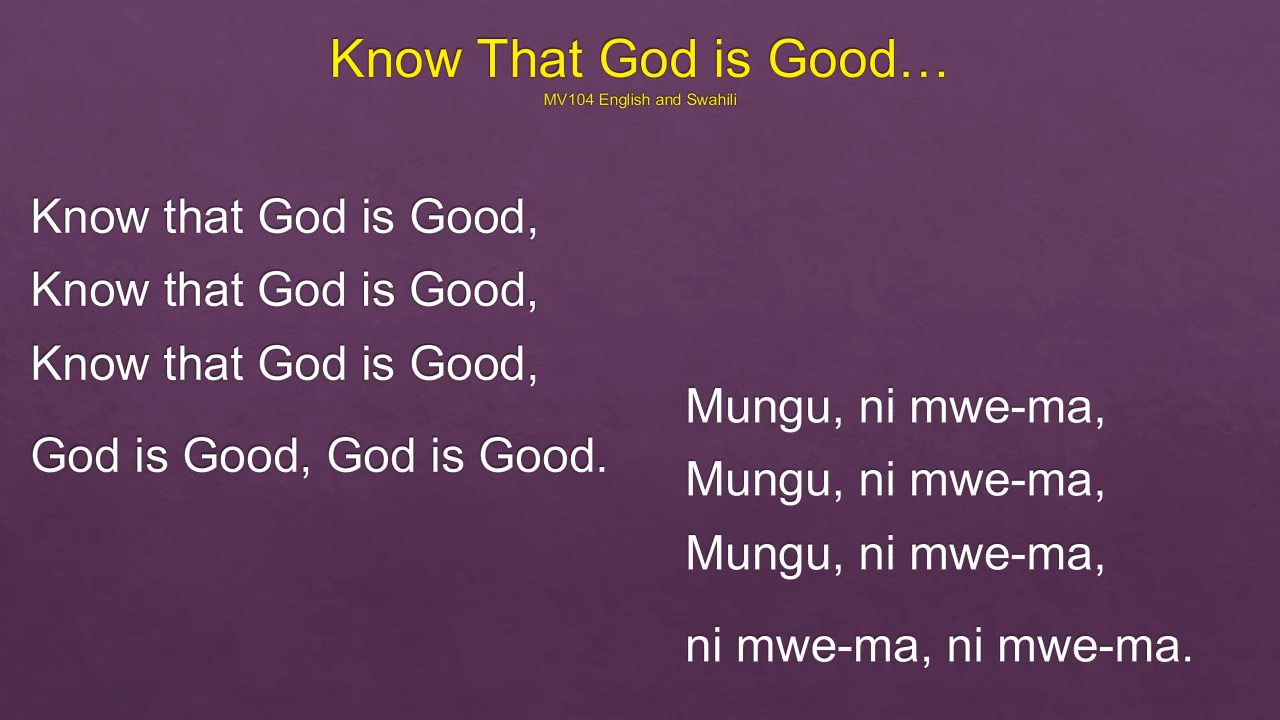 Know That God is Good…
MV104 English and Swahili
Know that God is Good,
Know that God is Good,
Know that God is Good,
God is Good, God is Good.
Mungu, ni mwe-ma,
Mungu, ni mwe-ma,
Mungu, ni mwe-ma,
ni mwe-ma, ni mwe-ma.